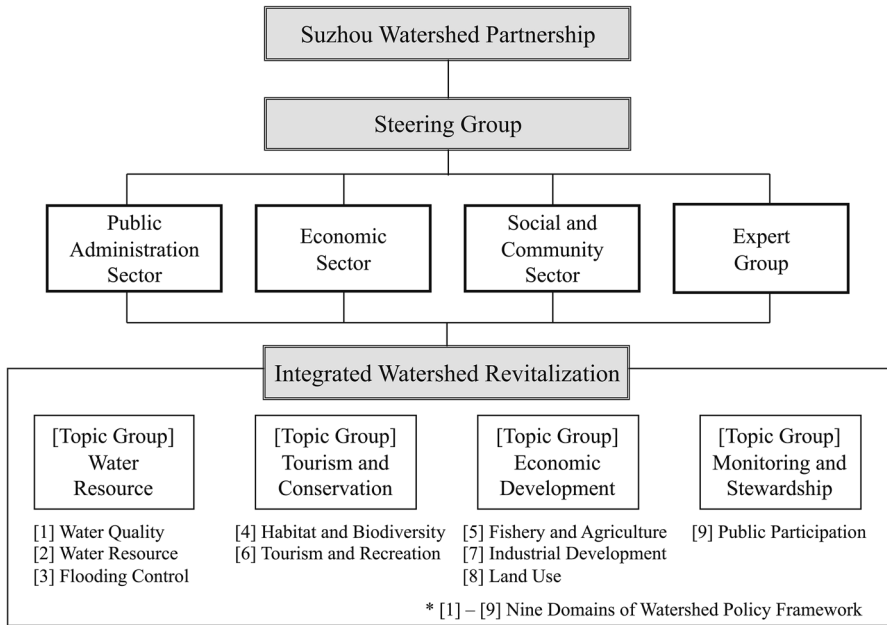 Suzhou Watershed Partnership
Steering Group
Public
Administration
Sector
Economic
Sector
Social and
Community
Sector
Expert
Group
Integrated Watershed Revitalization
[Topic Group]
Water
Resource
[1] Water Quality
[2] Water Resource
[3] Flooding Control
[Topic Group]
Tourism and
Conservation
[4] Habitat and Biodiversity
[6] Tourism and Recreation
[Topic Group]
Economic
Development
[5] Fishery and Agriculture
[7] Industrial Development
[8] Land Use
[Topic Group]
Monitoring and
Stewardship
[9] Public Participation
* [1] – [9] Nine Domains of Watershed Policy Framework